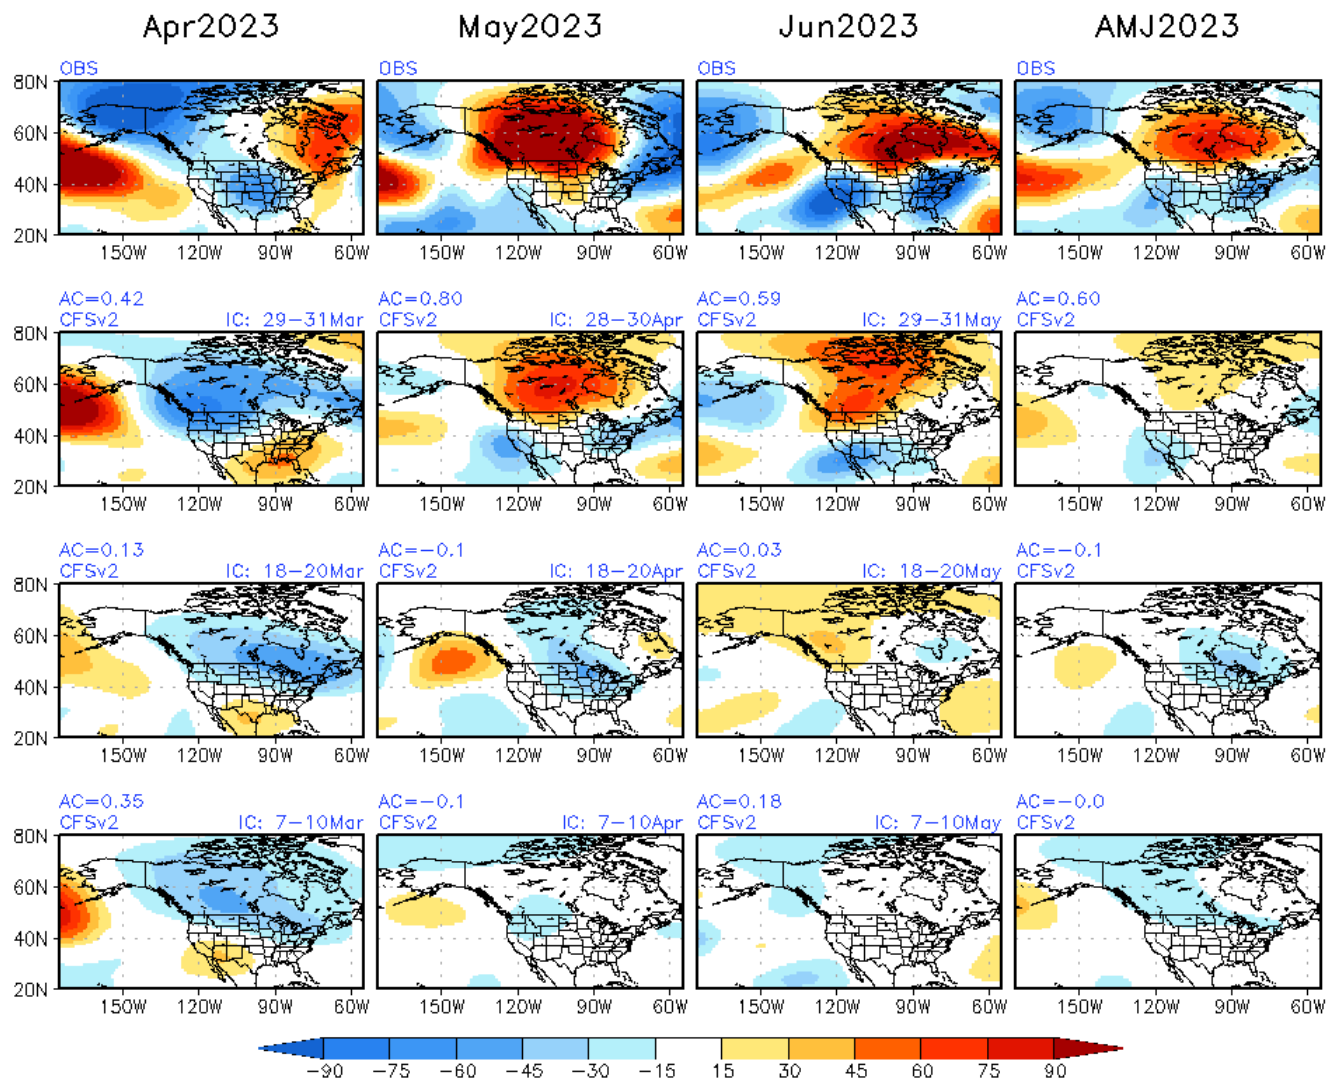 Apr2023 May2023 Jun2023 AMJ2023
OBS OBS OBS OBS
80N
60N
40N
20N
150W 120W 90W 60W 150W 120W 90W 60W 150W 120W 90W 60W 150W 120W 90W 60W
AC=0.42 AC=0.80 AC=0.59 AC=0.60
CFSv2 IC: 29-31Mar CFSv2 IC: 28-30Apr CFSv2 IC: 29-31May CFSv2
80N
60N
40N
20N
150W 120W 90W 60W 150W 120W 90W 60W 150W 120W 90W 60W 150W 120W 90W 60W
AC=0.13 AC=-0.1 AC=0.03 AC=-0.1
CFSv2 IC: 18-20Mar CFSv2 IC: 18-20Apr CFSv2 IC: 18-20May CFSv2
80N
60N
40N
20N
150W 120W 90W 60W 150W 120W 90W 60W 150W 120W 90W 60W 150W 120W 90W 60W
AC=0.35 AC=-0.1 AC=0.18 AC=-0.0
CFSv2 IC: 7-10Mar CFSv2 IC: 7-10Apr CFSv2 IC: 7-10May CFSv2
80N
60N
40N
20N
150W 120W 90W 60W 150W 120W 90W 60W 150W 120W 90W 60W 150W 120W 90W 60W
-90 -75 -60 -45 -30 -15 15 30 45 60 75 90